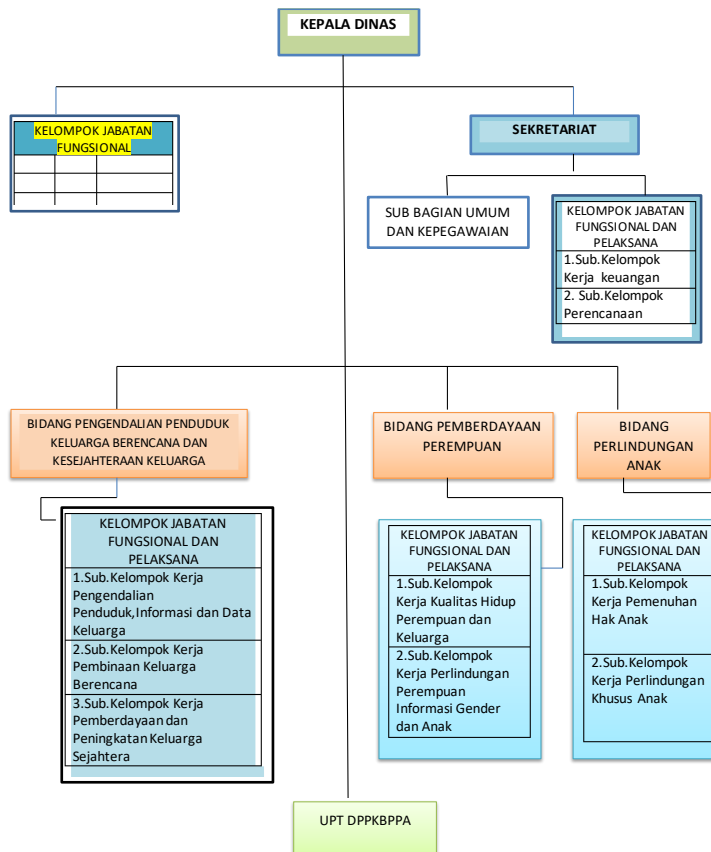 KEPALA DINAS
KELOMPOK JABATAN
FUNGSIONAL
SEKRETARIAT
SUB BAGIAN UMUM
DAN KEPEGAWAIAN
KELOMPOK JABATAN
FUNGSIONAL DAN
PELAKSANA
1.Sub.Kelompok
Kerja keuangan
2. Sub.Kelompok
Perencanaan
BIDANG PENGENDALIAN PENDUDUK
KELUARGA BERENCANA DAN
KESEJAHTERAAN KELUARGA
BIDANG PEMBERDAYAAN
PEREMPUAN
BIDANG
PERLINDUNGAN
ANAK
KELOMPOK JABATAN
FUNGSIONAL DAN
PELAKSANA
1.Sub.Kelompok Kerja
Pengendalian
Penduduk,Informasi dan Data
Keluarga
2.Sub.Kelompok Kerja
Pembinaan Keluarga
Berencana
3.Sub.Kelompok Kerja
Pemberdayaan dan
Peningkatan Keluarga
Sejahtera
KELOMPOK JABATAN
FUNGSIONAL DAN
PELAKSANA
1.Sub.Kelompok
Kerja Kualitas Hidup
Perempuan dan
Keluarga
2.Sub.Kelompok
Kerja Perlindungan
Perempuan
Informasi Gender
dan Anak
KELOMPOK JABATAN
FUNGSIONAL DAN
PELAKSANA
1.Sub.Kelompok
Kerja Pemenuhan
Hak Anak
2.Sub.Kelompok
Kerja Perlindungan
Khusus Anak
UPT DPPKBPPA